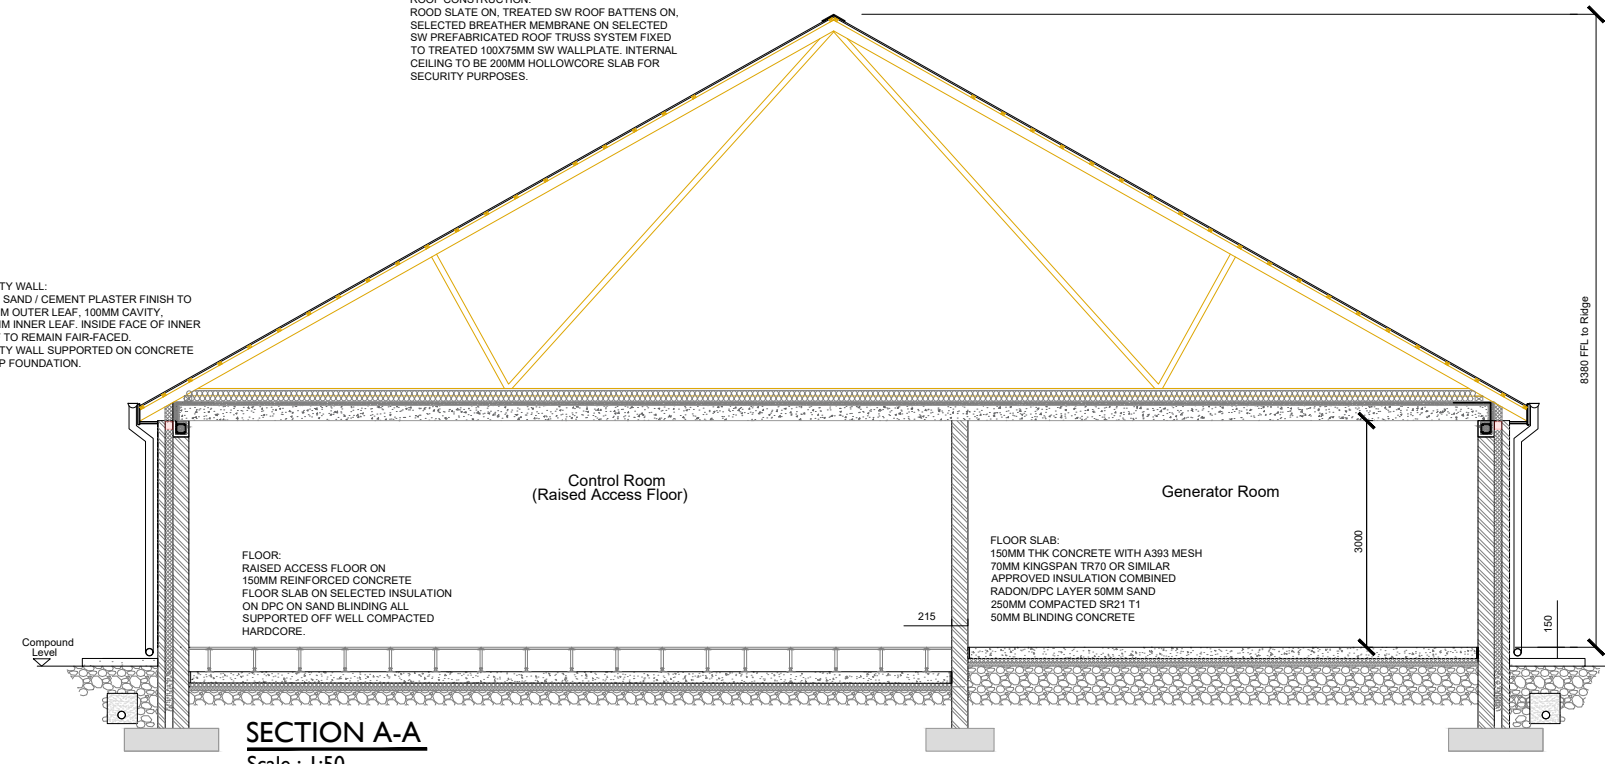 ROOF CONSTRUCTION:
ROOD SLATE ON, TREATED SW ROOF BATTENS ON,
SELECTED BREATHER MEMBRANE ON SELECTED
SW PREFABRICATED ROOF TRUSS SYSTEM FIXED
TO TREATED 100X75MM SW WALLPLATE. INTERNAL
CEILING TO BE 200MM HOLLOWCORE SLAB FOR
SECURITY PURPOSES.
TY WALL:
SAND / CEMENT PLASTER FINISH TO
M OUTER LEAF, 100MM CAVITY,
MM INNER LEAF. INSIDE FACE OF INNER
TO REMAIN FAIR-FACED.
TY WALL SUPPORTED ON CONCRETE
P FOUNDATION.
8380 FFL to Ridge
Control Room
(Raised Access Floor)
Generator Room
FLOOR:
RAISED ACCESS FLOOR ON
150MM REINFORCED CONCRETE
FLOOR SLAB ON SELECTED INSULATION
ON DPC ON SAND BLINDING ALL
SUPPORTED OFF WELL COMPACTED
HARDCORE.
FLOOR SLAB:
150MM THK CONCRETE WITH A393 MESH
70MM KINGSPAN TR70 OR SIMILAR
APPROVED INSULATION COMBINED
RADON/DPC LAYER 50MM SAND
250MM COMPACTED SR21 T1
50MM BLINDING CONCRETE
3000
215
150
Compound
Level
SECTION A-A
Scale : 1:50